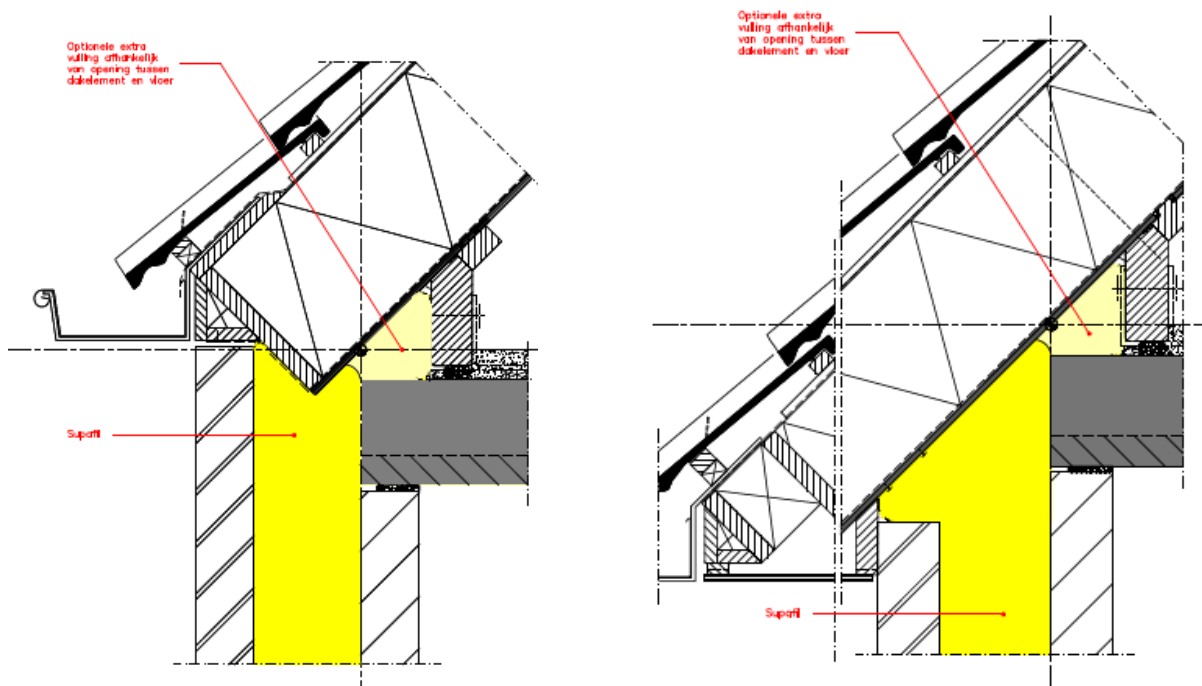 Optionele extra
vulling afhankelijk
van opening tussen
dakelement en vloer
Supafil
Optionele extra
vulling afhankelijk
van opening tussen
dakelement en vloer
Supafil